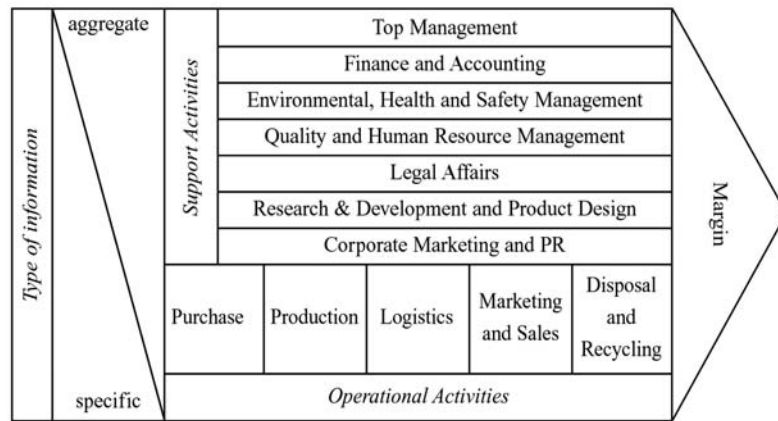 aggregate
Top Management
Finance and Accounting
Environmental, Health and Safety Management
Quality and Human Resource Management
Legal Affairs
Research & Development and Product Design
Corporate Marketing and PR
Support Activities
Type of information
Margin
Purchase
Production
Logistics
Marketing
and Sales
Disposal
and
Recycling
specific
Operational Activities